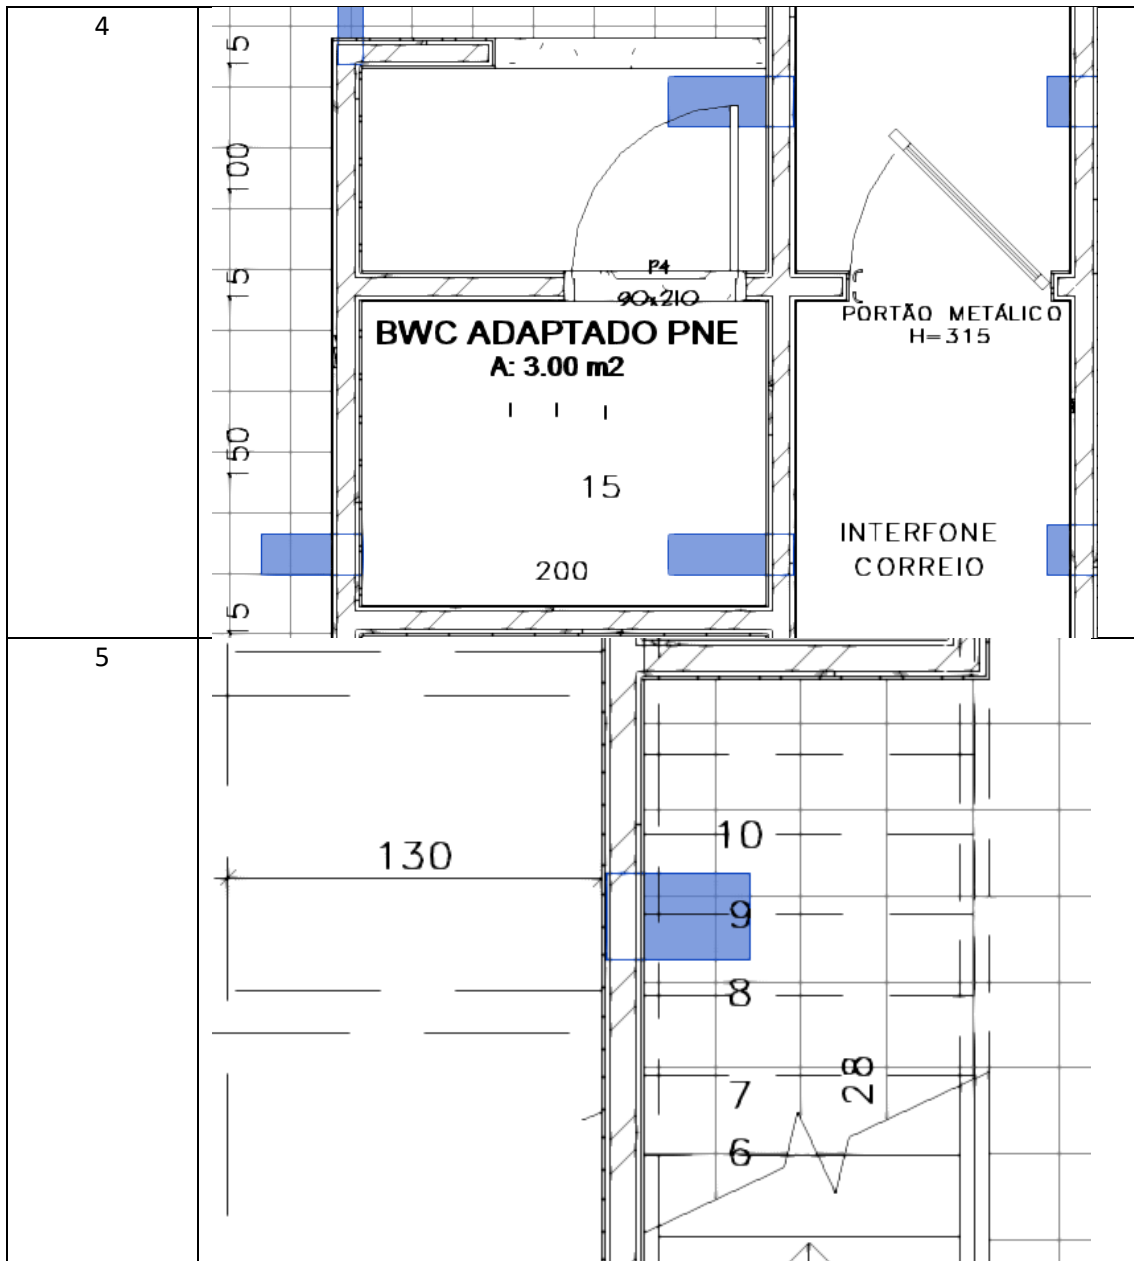 4
15
100
15
150
15
P4
90x210
BWC ADAPTADO PNE
A: 3.00 m2
15
200
PORTÃO METÁLICO
H=315
INTERFONE
CORREIO
5
130
10
9
8
7
28
6